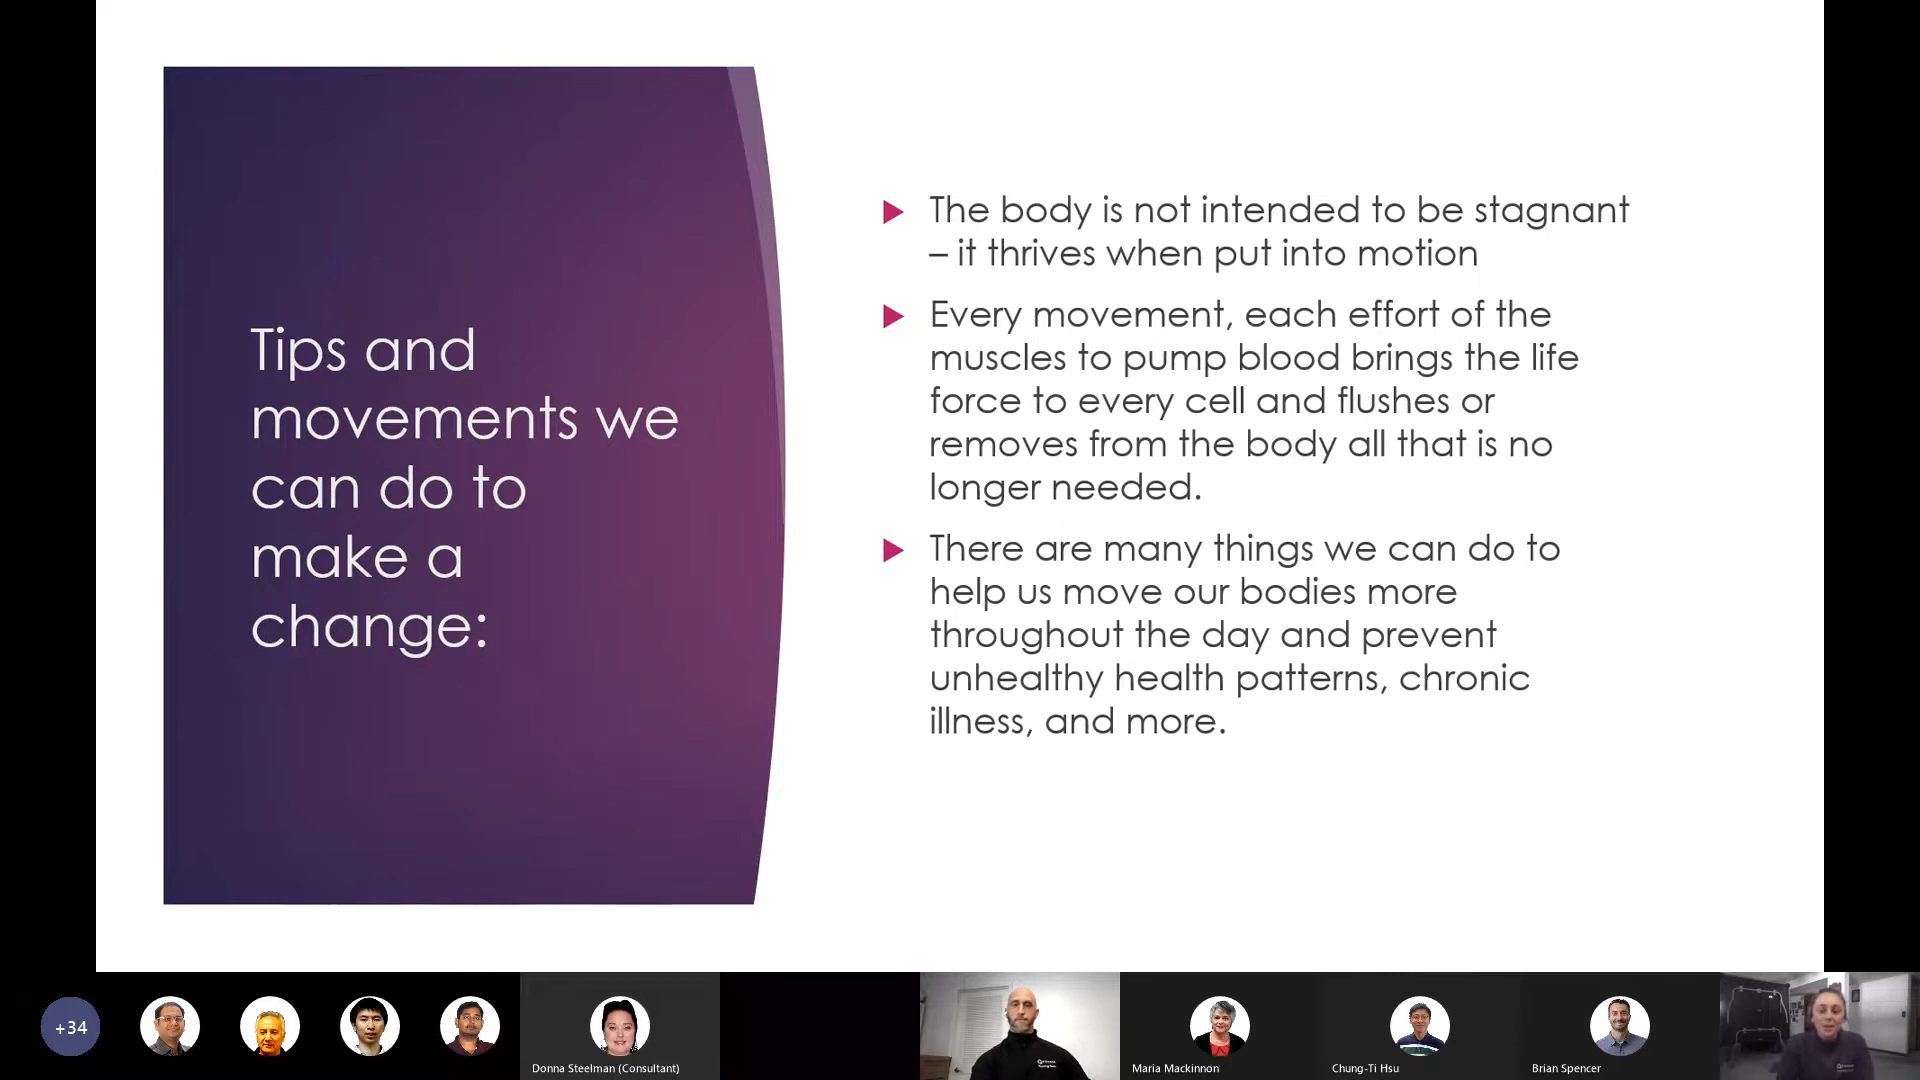 Tips and
movements we
can do to
make a
change:
The body is not intended to be stagnant
– it thrives when put into motion
Every movement, each effort of the
muscles to pump blood brings the life
force to every cell and flushes or
removes from the body all that is no
longer needed.
There are many things we can do to
help us move our bodies more
throughout the day and prevent
unhealthy health patterns, chronic
illness, and more.
+34
Donna Steelman (Consultant)
Maria Mackinnon
Chung-Ti Hsu
Brian Spencer